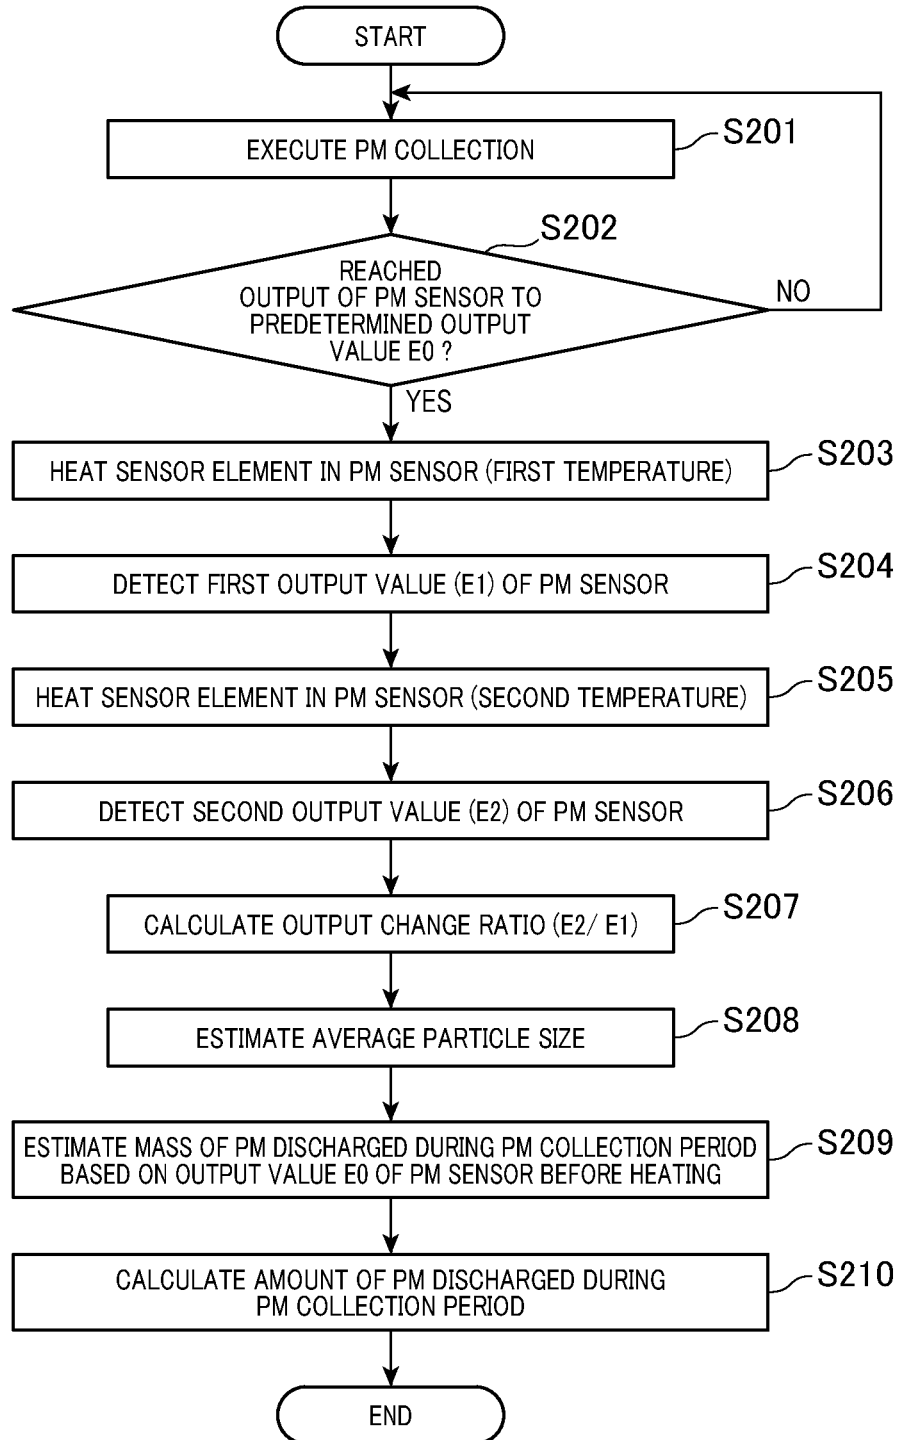 START
EXECUTE PM COLLECTION
S201
S202
REACHED
OUTPUT OF PM SENSOR TO
PREDETERMINED OUTPUT
VALUE E0 ?
NO
YES
HEAT SENSOR ELEMENT IN PM SENSOR (FIRST TEMPERATURE)
S203
DETECT FIRST OUTPUT VALUE (E1) OF PM SENSOR
S204
HEAT SENSOR ELEMENT IN PM SENSOR (SECOND TEMPERATURE)
S205
DETECT SECOND OUTPUT VALUE (E2) OF PM SENSOR
S206
CALCULATE OUTPUT CHANGE RATIO (E2/ E1)
S207
ESTIMATE AVERAGE PARTICLE SIZE
S208
ESTIMATE MASS OF PM DISCHARGED DURING PM COLLECTION PERIOD
BASED ON OUTPUT VALUE E0 OF PM SENSOR BEFORE HEATING
S209
CALCULATE AMOUNT OF PM DISCHARGED DURING
PM COLLECTION PERIOD
S210
END